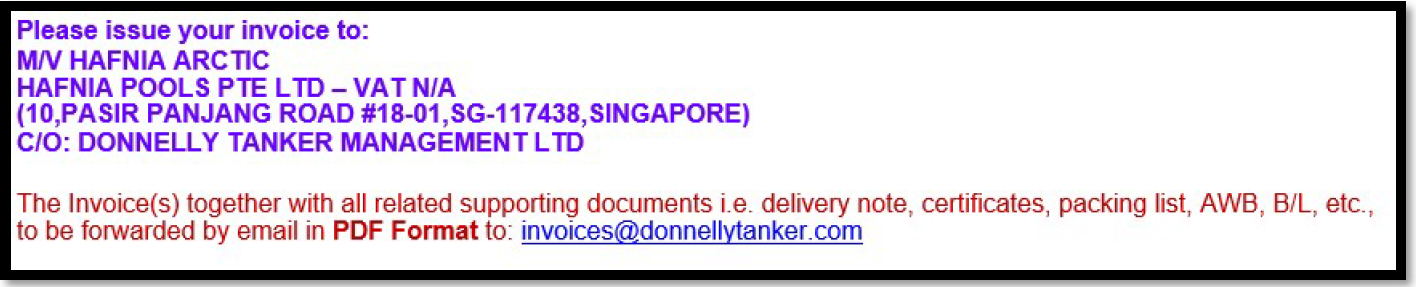 Please issue your invoice to:
M/V HAFNIA ARCTIC
HAFNIA POOLS PTE LTD – VAT N/A
(10,PASIR PANJANG ROAD #18-01,SG-117438,SINGAPORE)
C/O: DONNELLY TANKER MANAGEMENT LTD
The Invoice(s) together with all related supporting documents i.e. delivery note, certificates, packing list, AWB, B/L, etc.,
to be forwarded by email in PDF Format to: invoices@donnellytanker.com